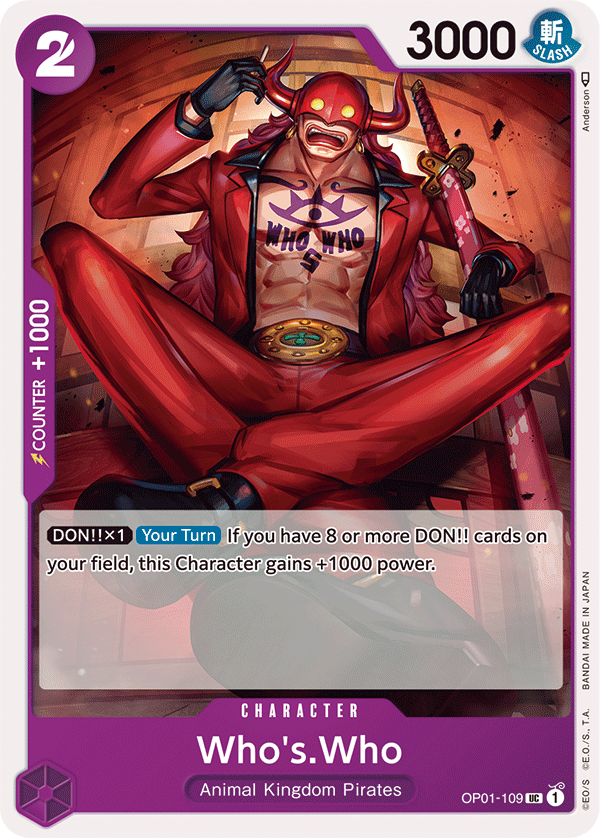 2
3000
斬
SLASH
Anderson
COUNTER +1000
WHO'S WHO
DON!!×1 Your Turn If you have 8 or more DON!! cards on
your field, this Character gains +1000 power.
CHARACTER
Who's.Who
Animal Kingdom Pirates
OP01-109 UC 1
©EO/S ©E.O./S., T.A. BANDAI MADE IN JAPAN